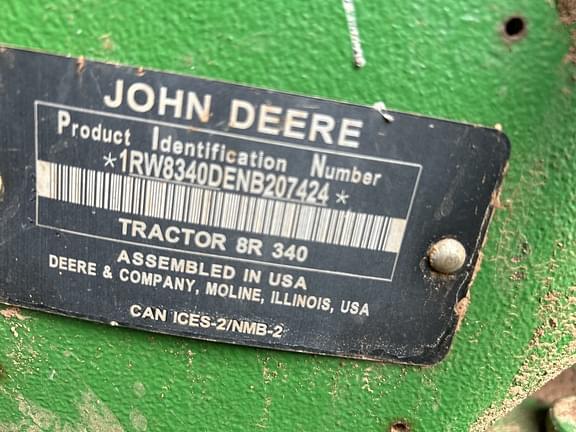 JOHN DEERE
Product Identification Number
*1RW8340DENB207424*
TRACTOR 8R 340
ASSEMBLED IN USA
DEERE & COMPANY, MOLINE, ILLINOIS, USA
CAN ICES-2/NMB-2